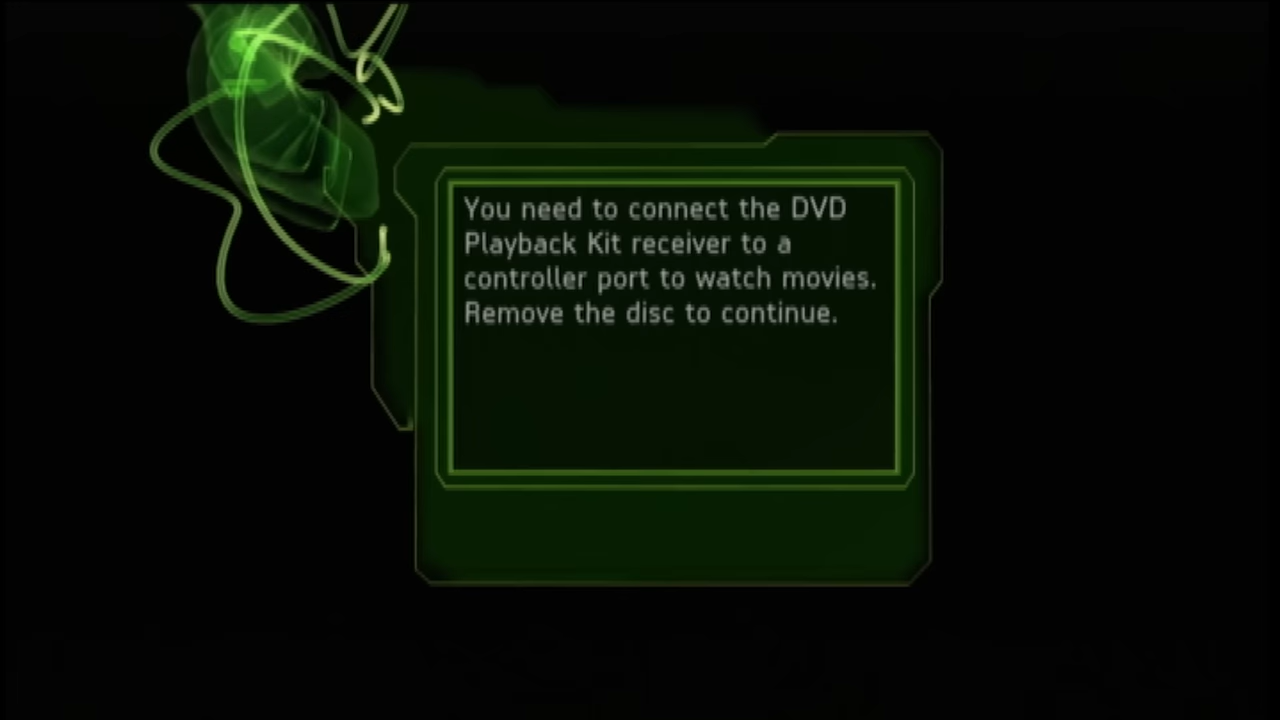 You need to connect the DVD
Playback Kit receiver to a
controller port to watch movies.
Remove the disc to continue.